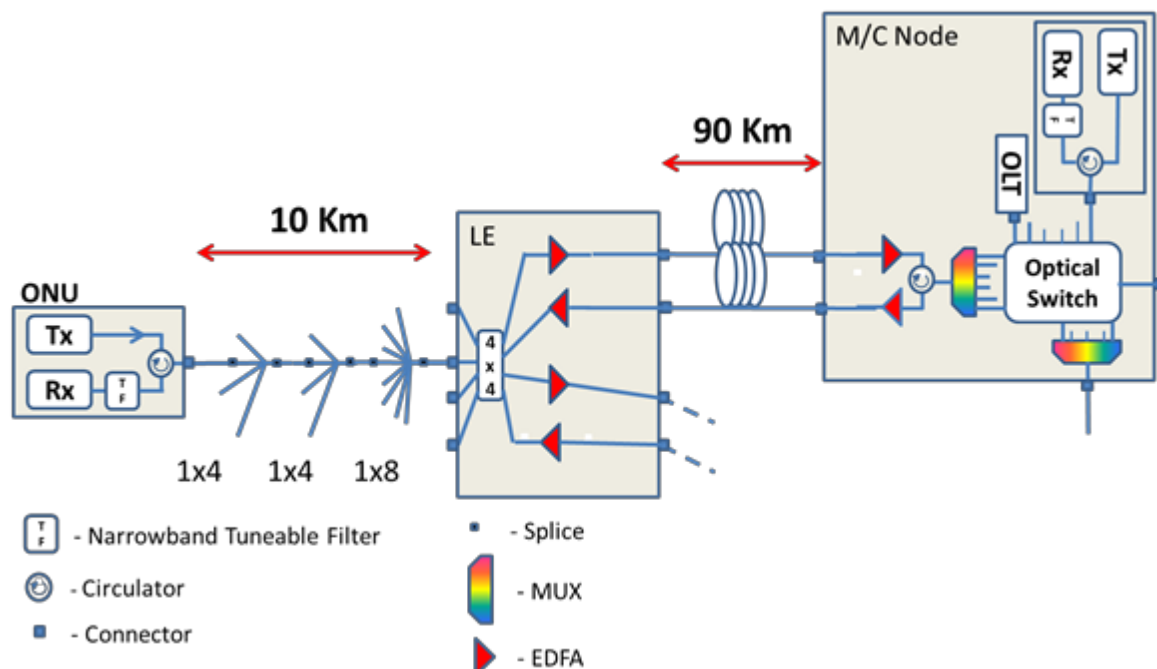 M/C Node
Rx
Tx
T F
OLT
90 Km
10 Km
LE
Optical
Switch
ONU
Tx
4
x
4
Rx
T
F
1x4
1x4
1x8
T
F
- Narrowband Tuneable Filter
- Splice
- Circulator
- MUX
- Connector
- EDFA